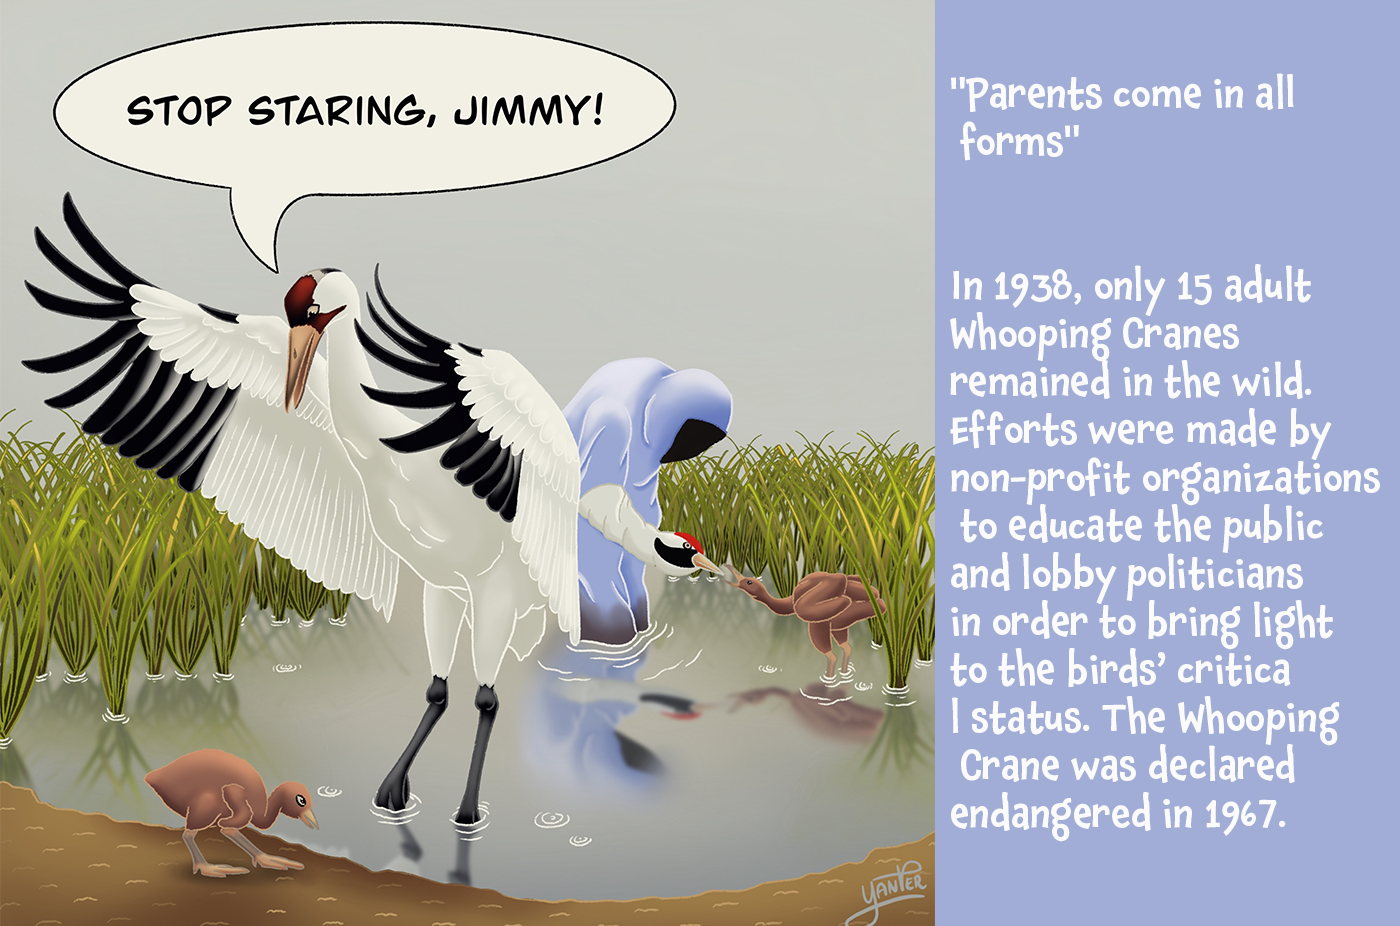 STOP STARING, JIMMY!
"Parents come in all
forms"
In 1938, only 15 adult
Whooping Cranes
remained in the wild.
Efforts were made by
non-profit organizations
to educate the public
and lobby politicians
in order to bring light
to the birds’ critica
l status. The Whooping
Crane was declared
endangered in 1967.
YANVER